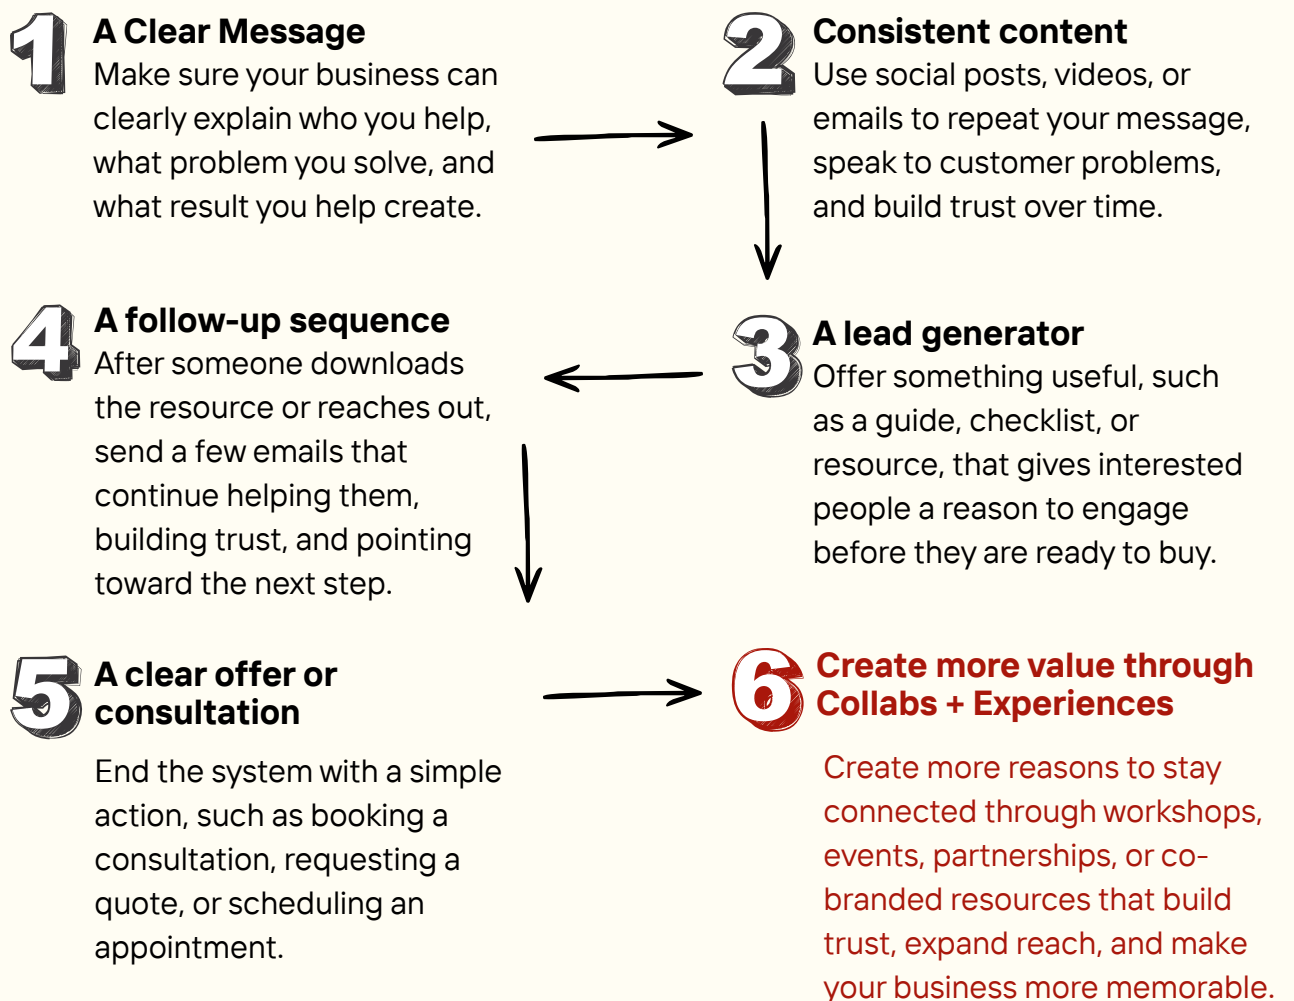 1
A Clear Message
Make sure your business can
clearly explain who you help,
what problem you solve, and
what result you help create.
2
Consistent content
Use social posts, videos, or
emails to repeat your message,
speak to customer problems,
and build trust over time.
3
A lead generator
Offer something useful, such
as a guide, checklist, or
resource, that gives interested
people a reason to engage
before they are ready to buy.
4
A follow-up sequence
After someone downloads
the resource or reaches out,
send a few emails that
continue helping them,
building trust, and pointing
toward the next step.
5
A clear offer or
consultation
End the system with a simple
action, such as booking a
consultation, requesting a
quote, or scheduling an
appointment.
6
Create more value through
Collabs + Experiences
Create more reasons to stay
connected through workshops,
events, partnerships, or co-
branded resources that build
trust, expand reach, and make
your business more memorable.